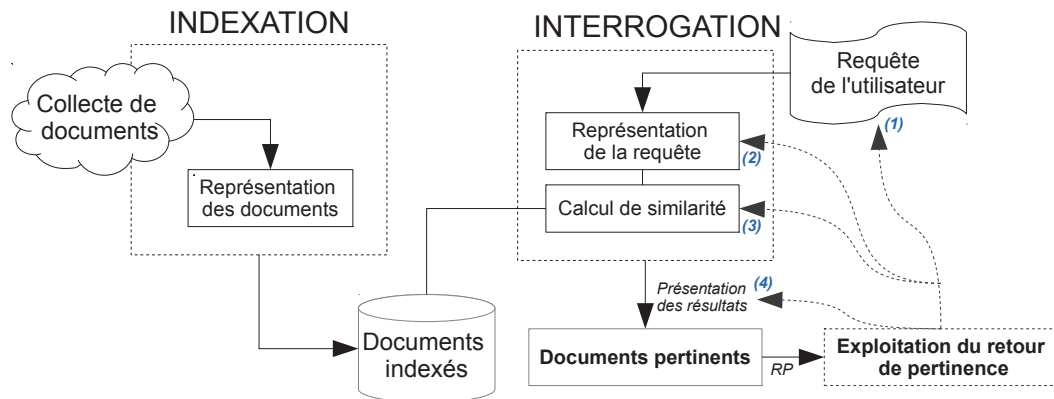 INDEXATION
INTERROGATION
Collecte de
documents
Représentation
des documents
Documents
indexés
Requête
de l'utilisateur
(1)
Représentation
de la requête
(2)
Calcul de similarité
(3)
Présentation
des résultats
(4)
Documents pertinents
RP
Exploitation du retour
de pertinence